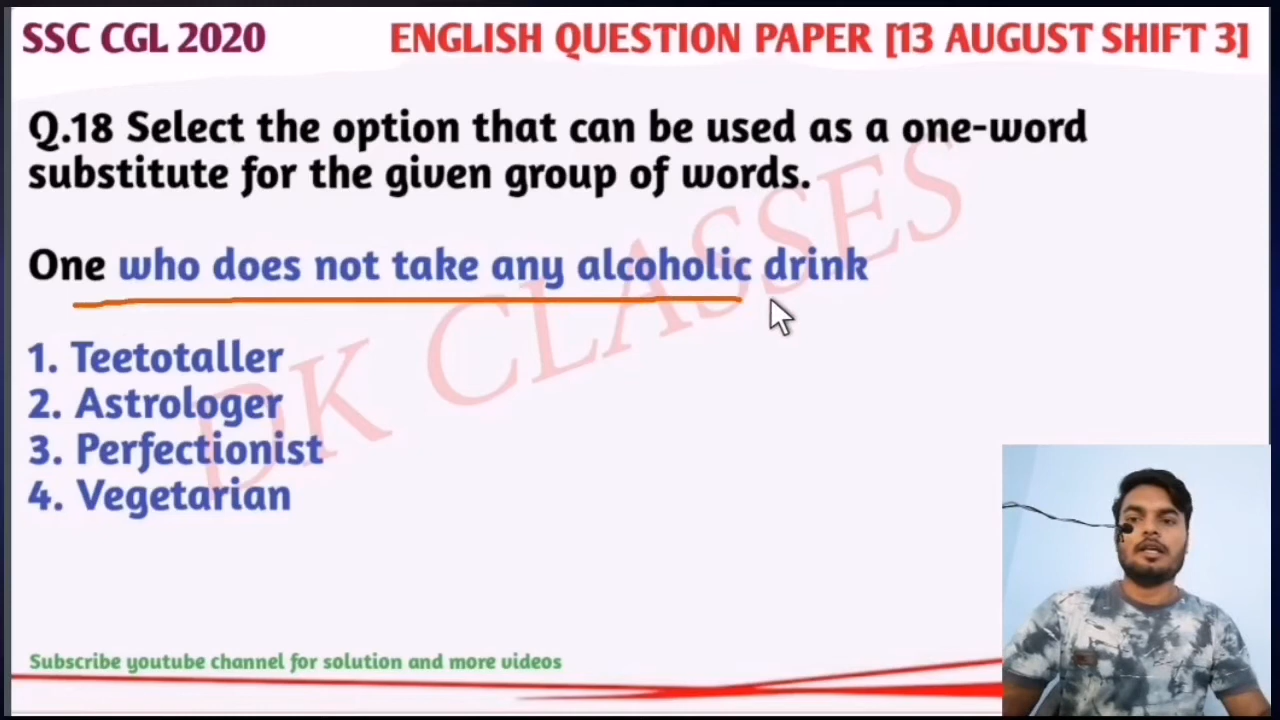 SSC CGL 2020
ENGLISH QUESTION PAPER [13 AUGUST SHIFT 3]
Q.18 Select the option that can be used as a one-word
substitute for the given group of words.
One who does not take any alcoholic drink
1. Teetotaller
2. Astrologer
3. Perfectionist
4. Vegetarian
DK CLASSES
Subscribe youtube channel for solution and more videos